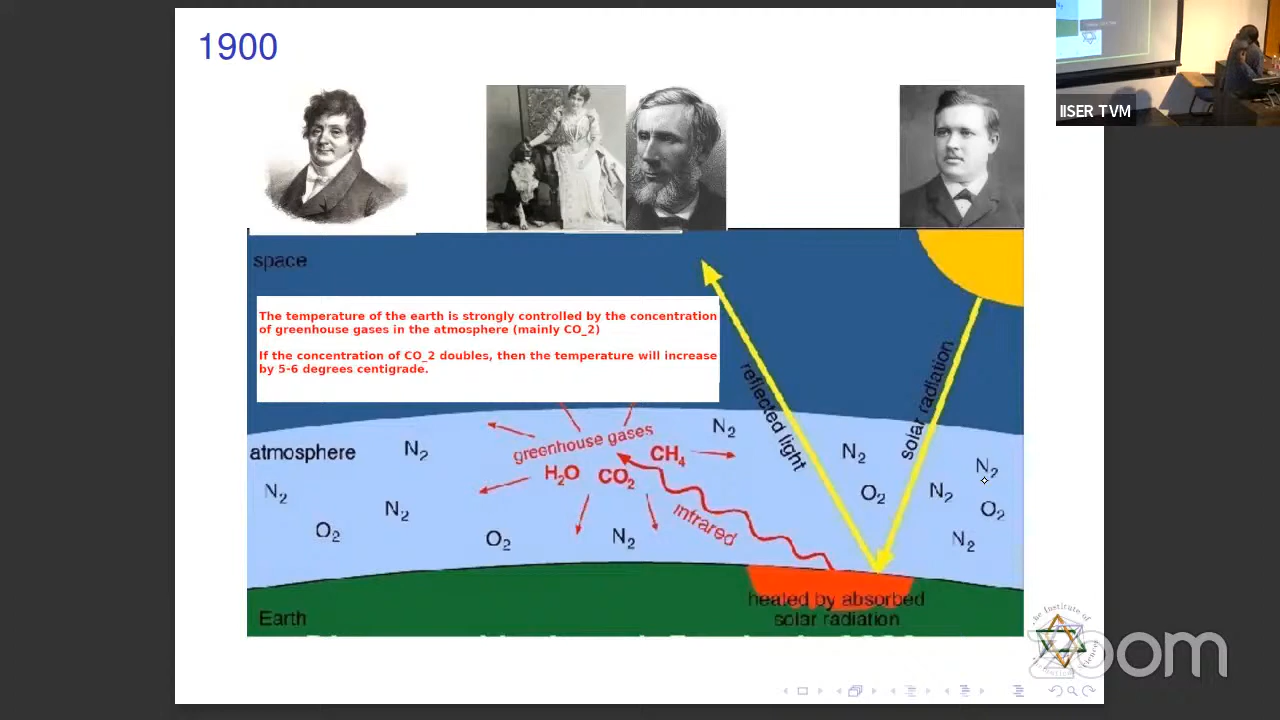 1900
IISER TVM
space
The temperature of the earth is strongly controlled by the concentration
of greenhouse gases in the atmosphere (mainly CO_2)
If the concentration of CO_2 doubles, then the temperature will increase
by 5-6 degrees centigrade.
reflected light
solar radiation
atmosphere
N₂
greenhouse gases
N₂
H₂O
CO₂
CH₄
N₂
N₂
N₂
N₂
O₂
N₂
O₂
infrared
N₂
O₂
O₂
N₂
N₂
heated by absorbed
solar radiation
Earth
zoom